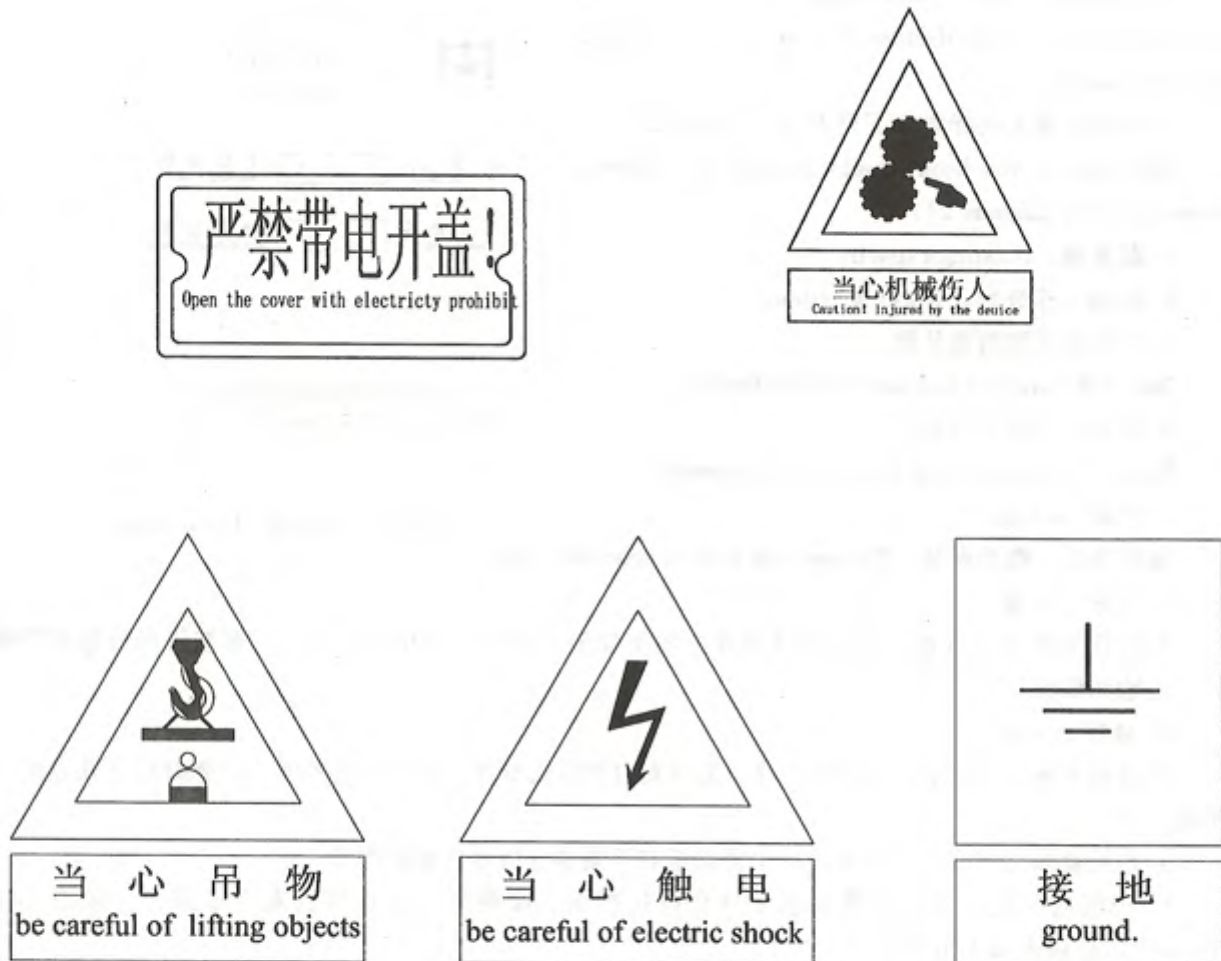 严禁带电开盖!
Open the cover with electricty prohibit
当心机械伤人
Caution! Injured by the deuice
当心吊物
be careful of lifting objects
当心触电
be careful of electric shock
接地
ground.